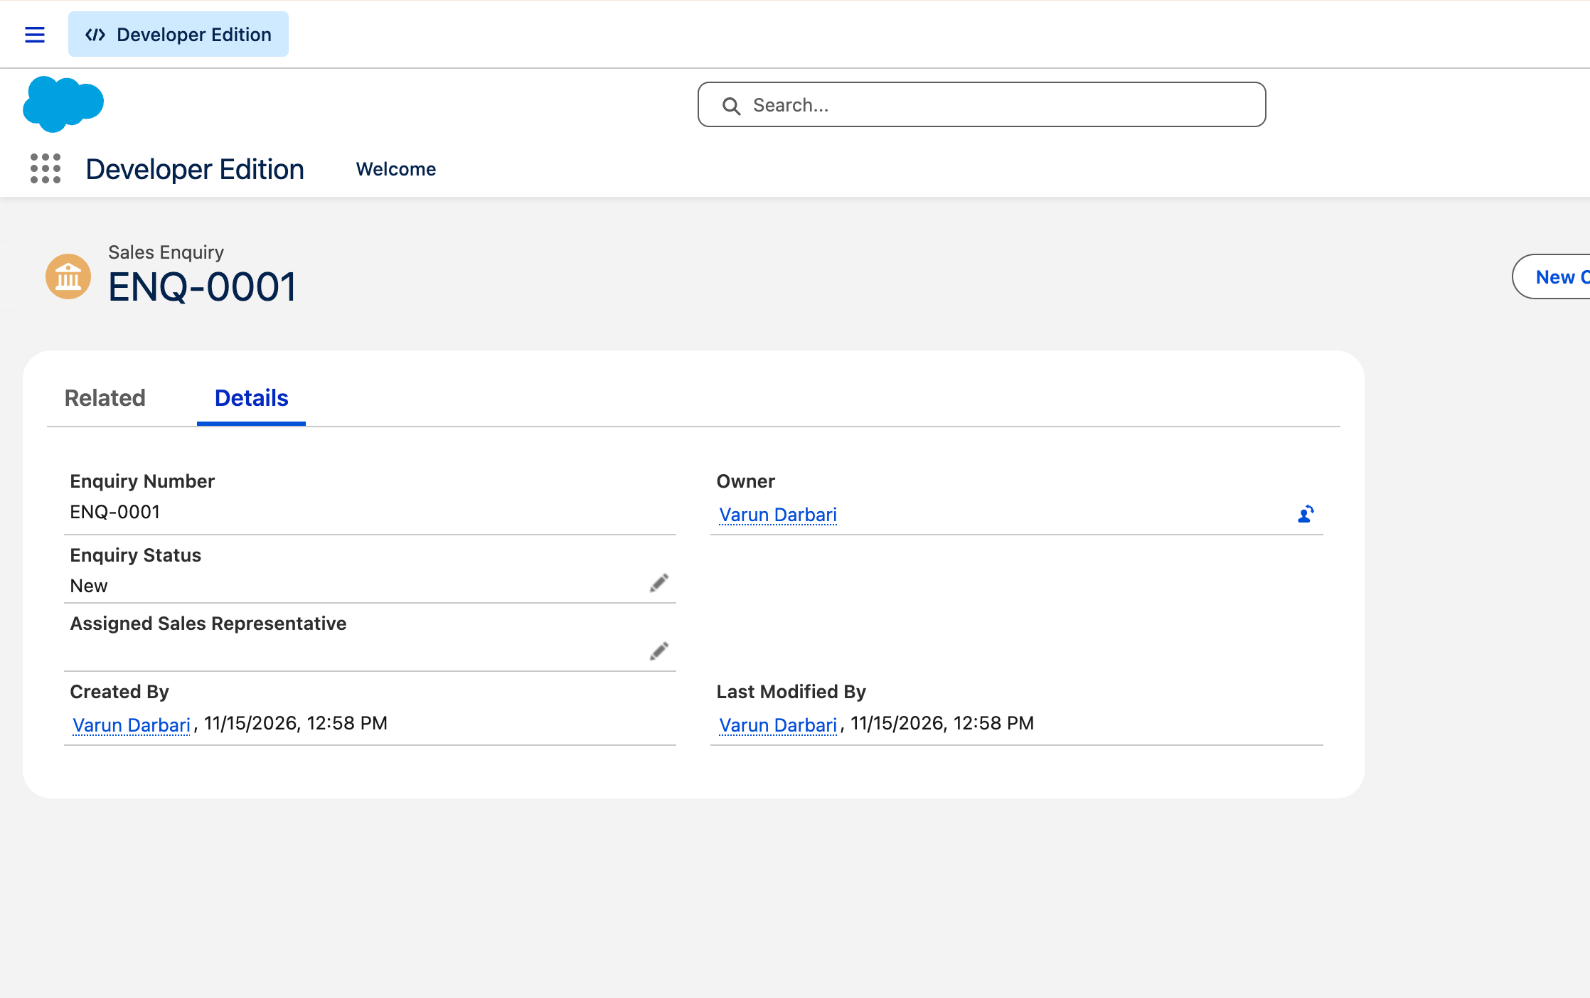 Developer Edition
Search...
Developer Edition
Welcome
Sales Enquiry
ENQ-0001
New
Related
Details
Enquiry Number
ENQ-0001
Owner
Varun Darbari
Enquiry Status
New
Assigned Sales Representative
Created By
Varun Darbari, 11/15/2026, 12:58 PM
Last Modified By
Varun Darbari, 11/15/2026, 12:58 PM